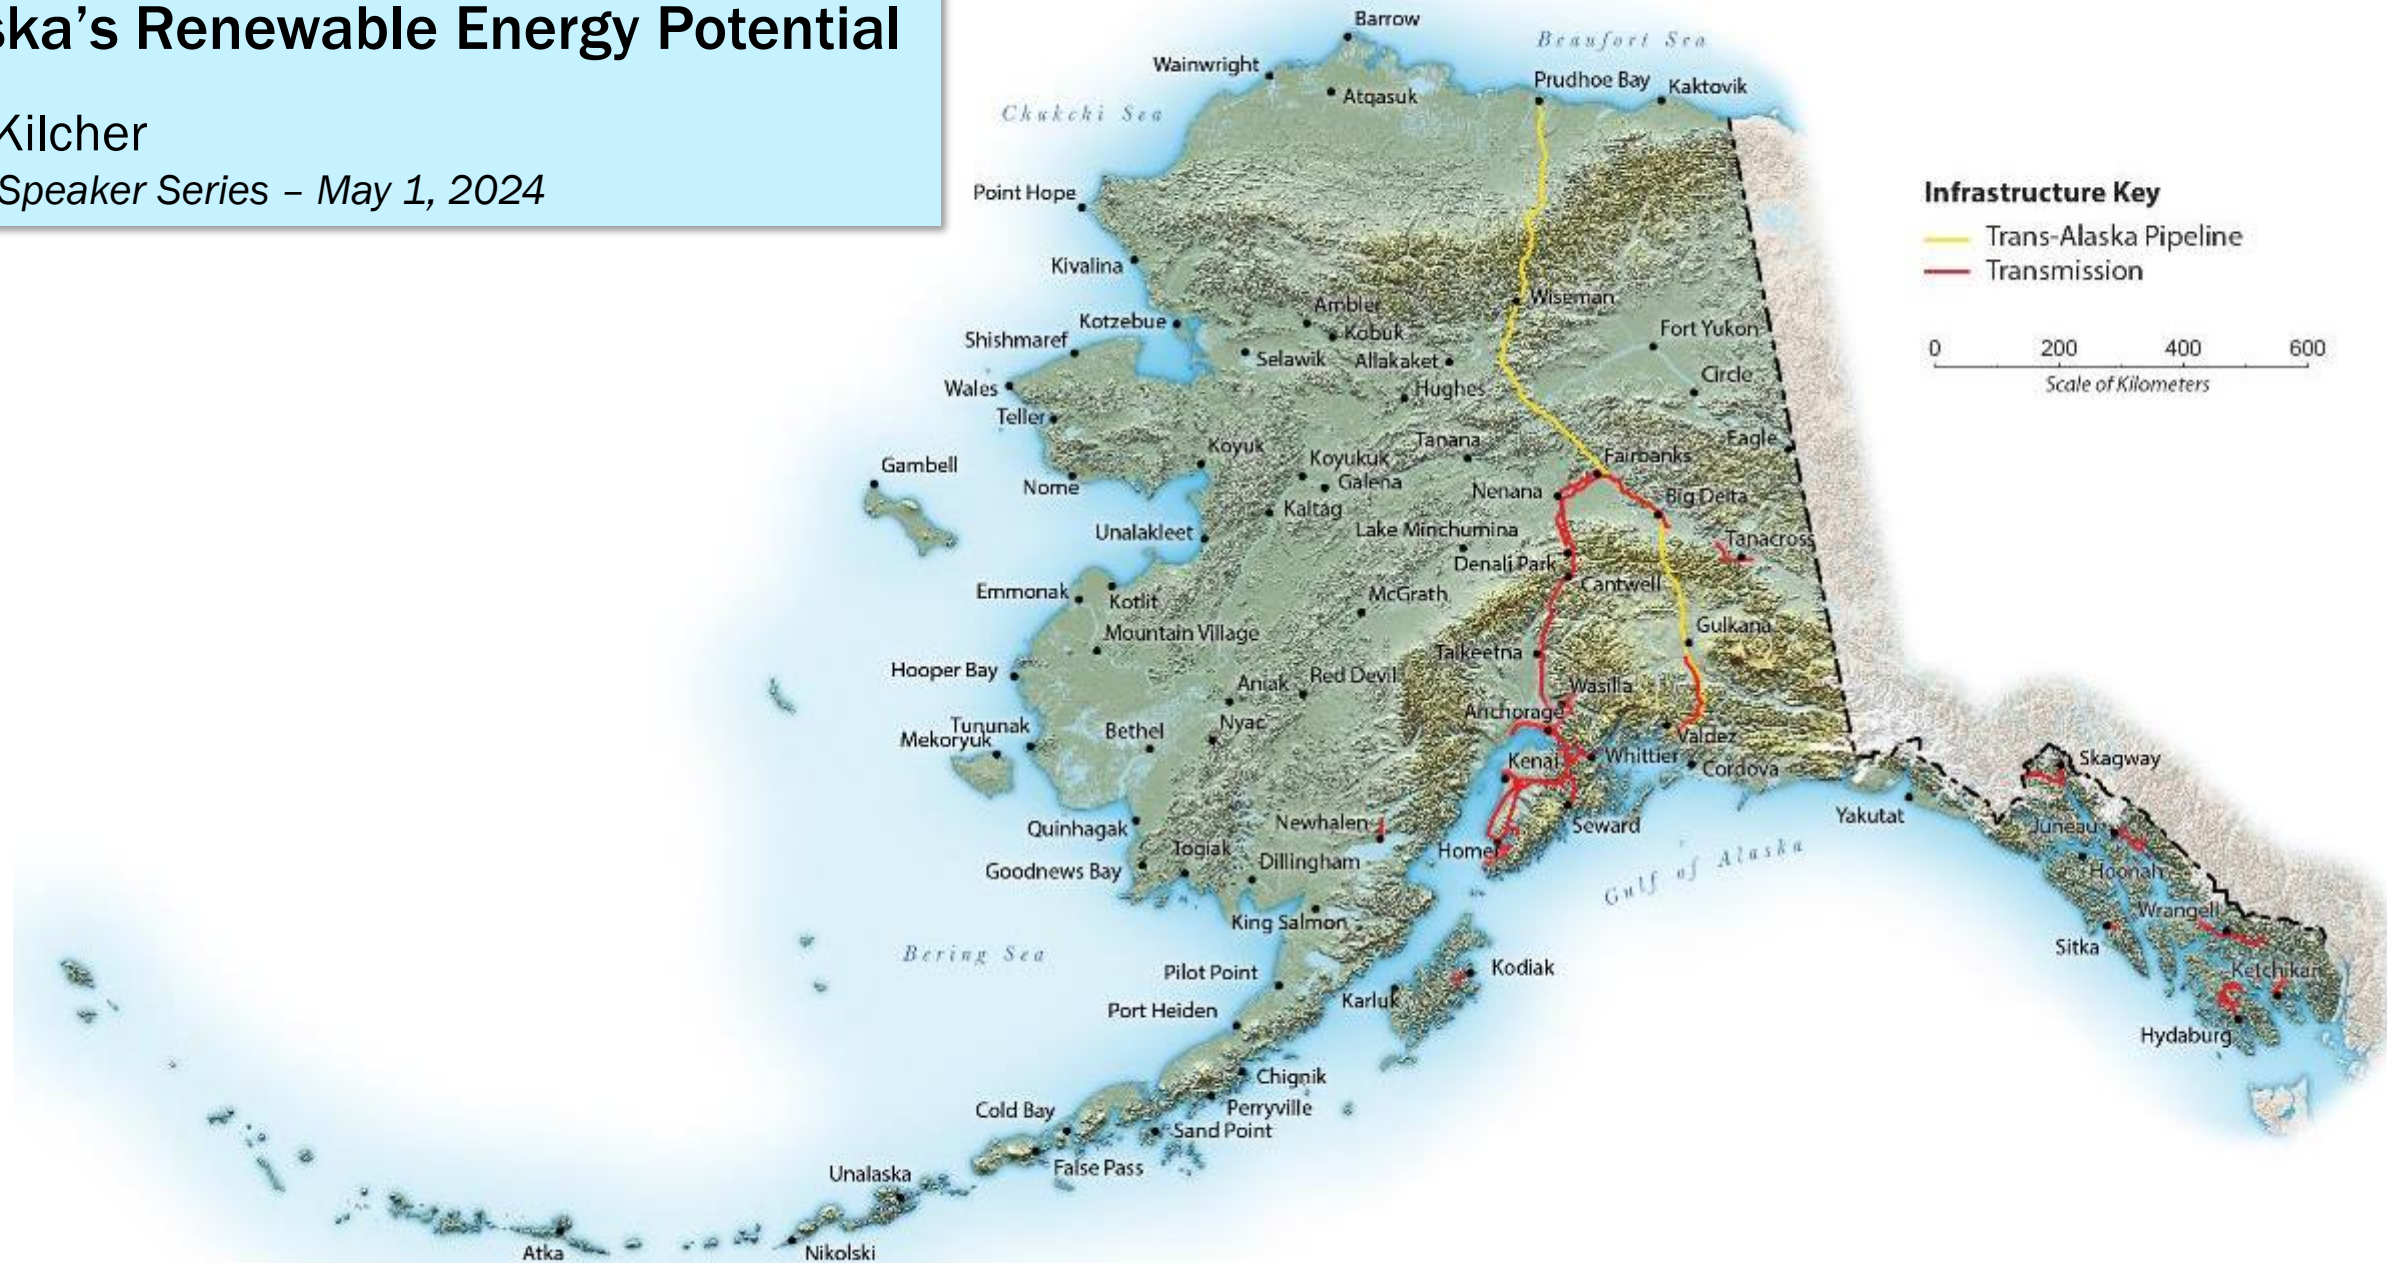 ska's Renewable Energy Potential
Kilcher
Speaker Series – May 1, 2024
Barrow
Beaufort Sea
Wainwright
Prudhoe Bay
Kaktovik
Atqasuk
Chukchi Sea
Point Hope
Infrastructure Key
Trans-Alaska Pipeline
Transmission
Kivalina
Wiseman
Ambler
Kotzebue
Kobuk
Fort Yukon
Shishmaref
0 200 400 600
Selawik
Allakaket
Scale of Kilometers
Circle
Wales
Hughes
Teller
Tanana
Eagle
Koyuk
Koyukuk
Fairbanks
Gambell
Galena
Nome
Nenana
Big Delta
Kaltag
Unalakleet
Lake Minchumina
Tanacross
Denali Park
Cantwell
Emmonak
Kotlit
McGrath
Mountain Village
Gulkana
Talkeetna
Hooper Bay
Aniak
Red Devil
Wasilla
Anchorage
Tununak
Nyac
Bethel
Mekoryuk
Valdez
Whittier
Kenai
Cordova
Skagway
Yakutat
Quinhagak
Newhalen
Seward
Juneau
Togiak
Homer
Gulf of Alaska
Dillingham
Goodnews Bay
Hoonah
Wrangell
King Salmon
Sitka
Bering Sea
Pilot Point
Kodiak
Ketchikan
Karluk
Port Heiden
Hydaburg
Chignik
Cold Bay
Perryville
Sand Point
False Pass
Unalaska
Atka
Nikolski